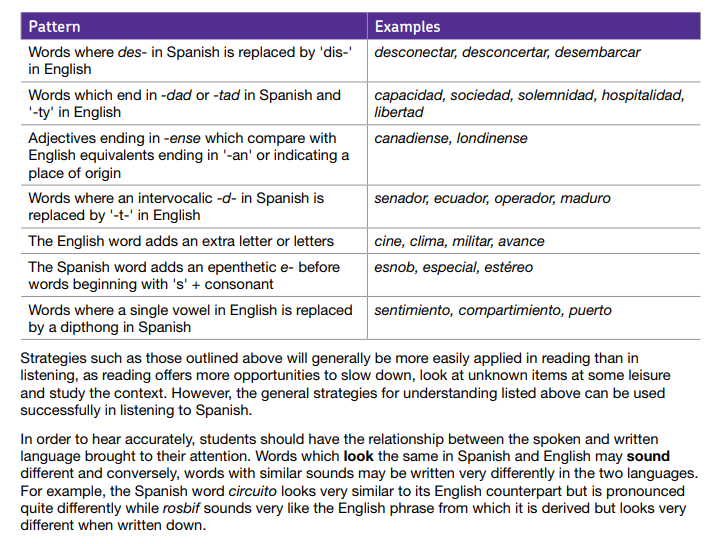 Pattern Examples
Words where des- in Spanish is replaced by 'dis-' desconectar, desconcertar, desembarcar
in English
Words which end in -dad or -tad in Spanish and capacidad, sociedad, solemnidad, hospitalidad,
'-ty' in English libertad
Adjectives ending in -ense which compare with canadiense, londinense
English equivalents ending in '-an' or indicating a
place of origin
Words where an intervocalic -d- in Spanish is senador, ecuador, operador, maduro
replaced by '-t-' in English
The English word adds an extra letter or letters cine, clima, militar, avance
The Spanish word adds an epenthetic e- before esnob, especial, estéreo
words beginning with 's' + consonant
Words where a single vowel in English is replaced sentimiento, compartimiento, puerto
by a dipthong in Spanish
Strategies such as those outlined above will generally be more easily applied in reading than in
listening, as reading offers more opportunities to slow down, look at unknown items at some leisure
and study the context. However, the general strategies for understanding listed above can be used
successfully in listening to Spanish.
In order to hear accurately, students should have the relationship between the spoken and written
language brought to their attention. Words which look the same in Spanish and English may sound
different and conversely, words with similar sounds may be written very differently in the two languages.
For example, the Spanish word circuito looks very similar to its English counterpart but is pronounced
quite differently while rosbif sounds very like the English phrase from which it is derived but looks very
different when written down.